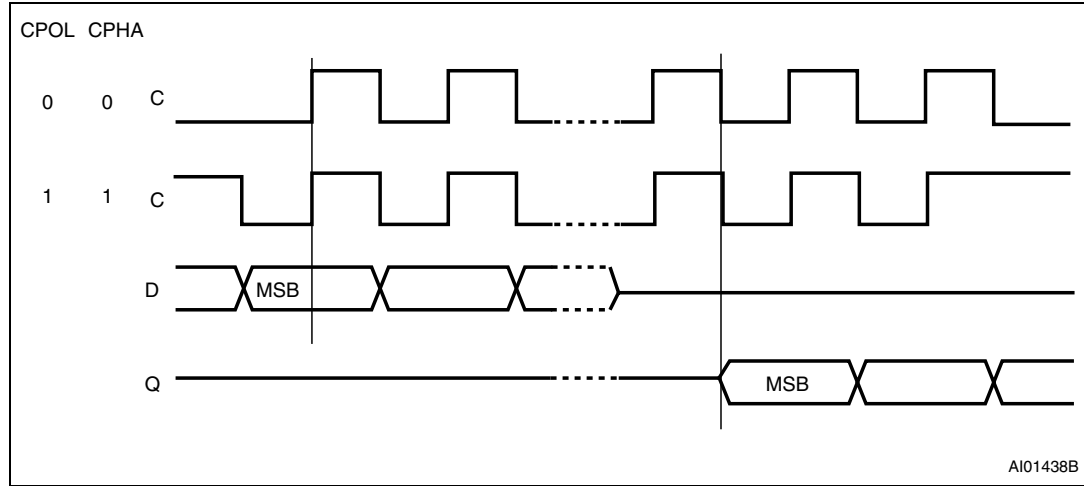 CPOL CPHA
0 0 C
1 1 C
D MSB
Q MSB
AI01438B